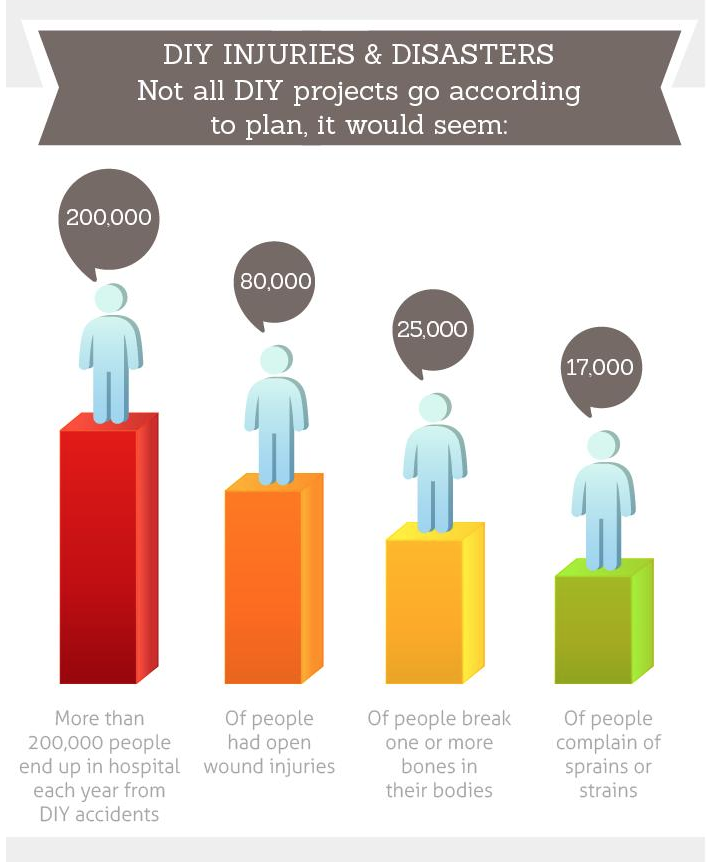 DIY INJURIES & DISASTERS
Not all DIY projects go according
to plan, it would seem:
200,000
80,000
25,000
17,000
More than
200,000 people
end up in hospital
each year from
DIY accidents
Of people
had open
wound injuries
Of people break
one or more
bones in
their bodies
Of people
complain of
sprains or
strains